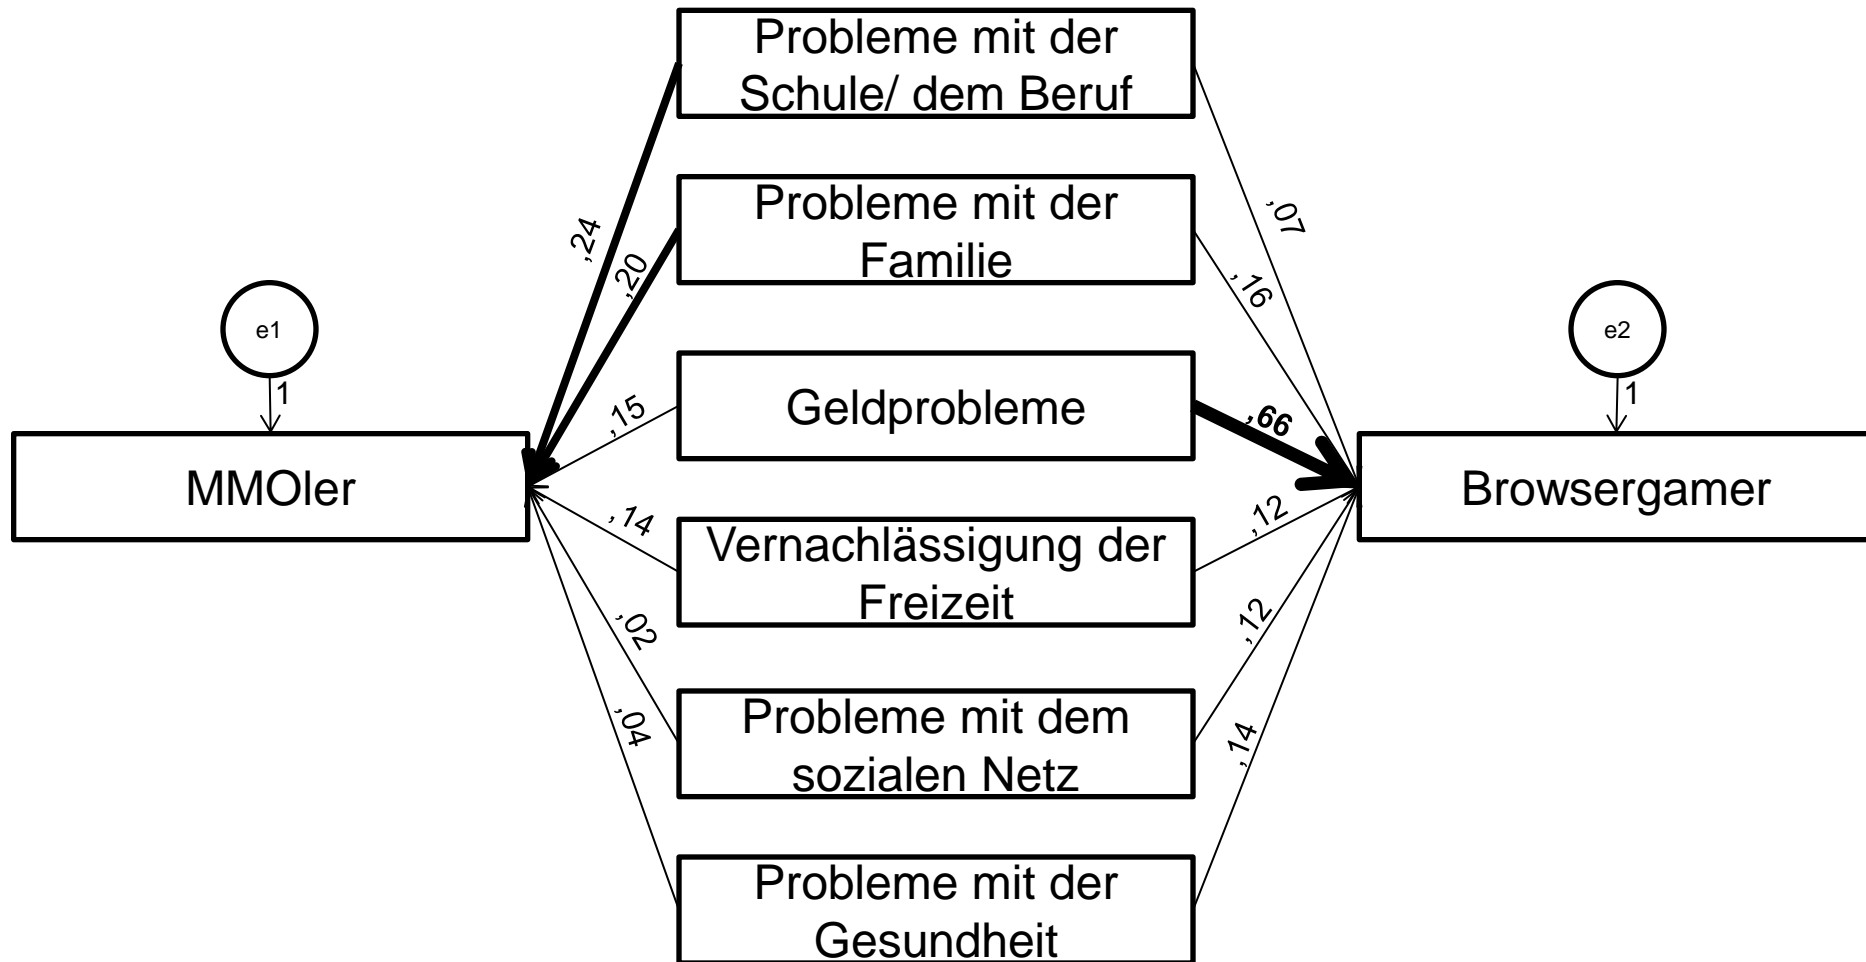 Probleme mit der
Schule/ dem Beruf
,24
,07
Probleme mit der
Familie
,20
,16
e1
1
e2
1
Geldprobleme
,15
,66
MMOler
Browsergamer
Vernachlässigung der
Freizeit
,14
,12
Probleme mit dem
sozialen Netz
,02
,12
Probleme mit der
Gesundheit
,04
,14